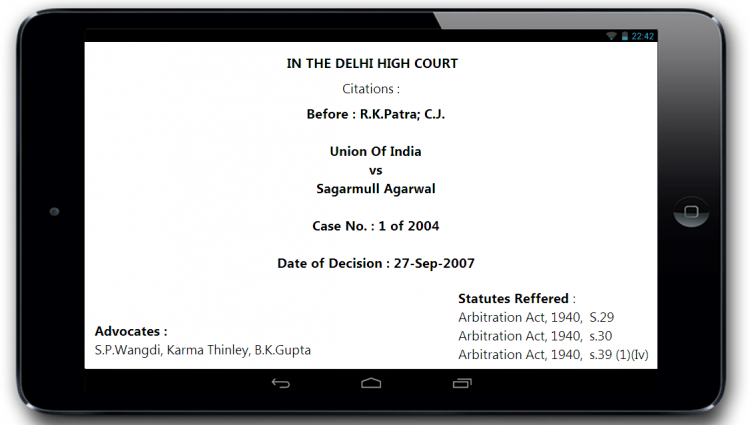 22:42
IN THE DELHI HIGH COURT
Citations :
Before : R.K.Patra; C.J.
Union Of India
vs
Sagarmull Agarwal
Case No. : 1 of 2004
Date of Decision : 27-Sep-2007
Statutes Reffered :
Arbitration Act, 1940, S.29
Advocates :
Arbitration Act, 1940, s.30
S.P.Wangdi, Karma Thinley, B.K.Gupta
Arbitration Act, 1940, s.39 (1)(Iv)